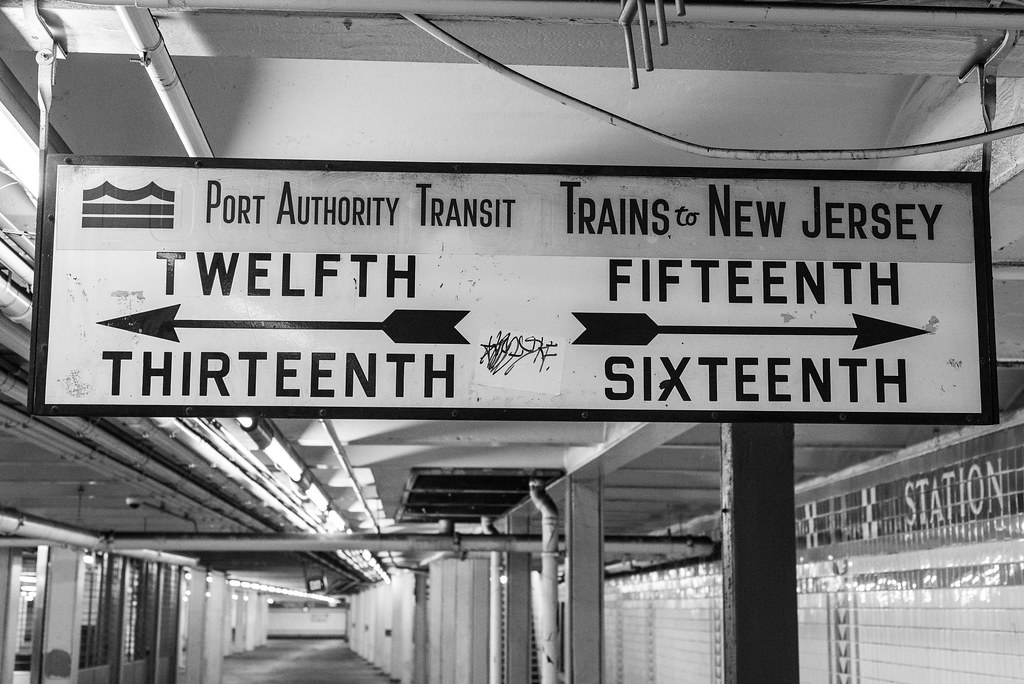 PORT AUTHORITY TRANSIT TRAINS to NEW JERSEY
TWELFTH FIFTEENTH
THIRTEENTH SIXTEENTH
STATION